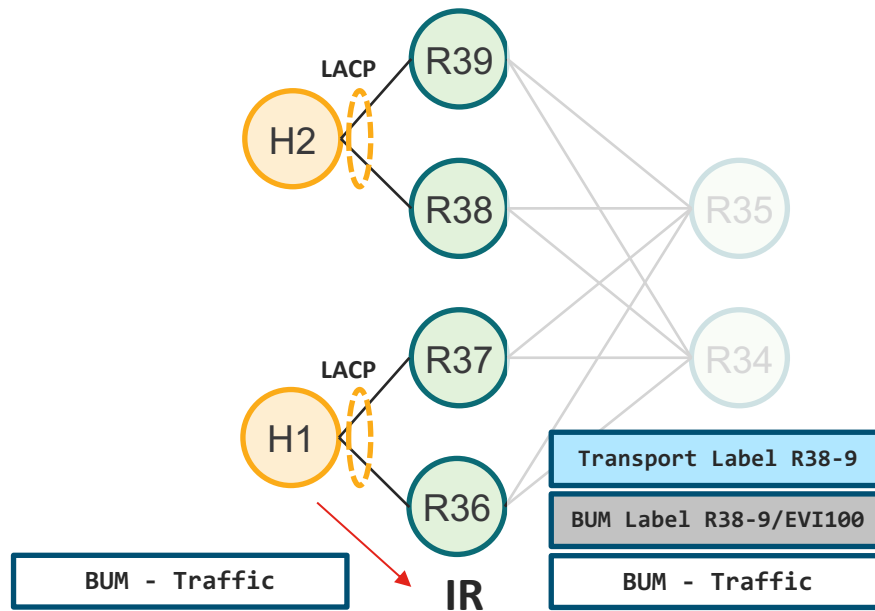 R39
LACP
H2
R38
R35
R37
R34
LACP
H1
R36
Transport Label R38-9
BUM Label R38-9/EVI100
BUM - Traffic
IR
BUM - Traffic